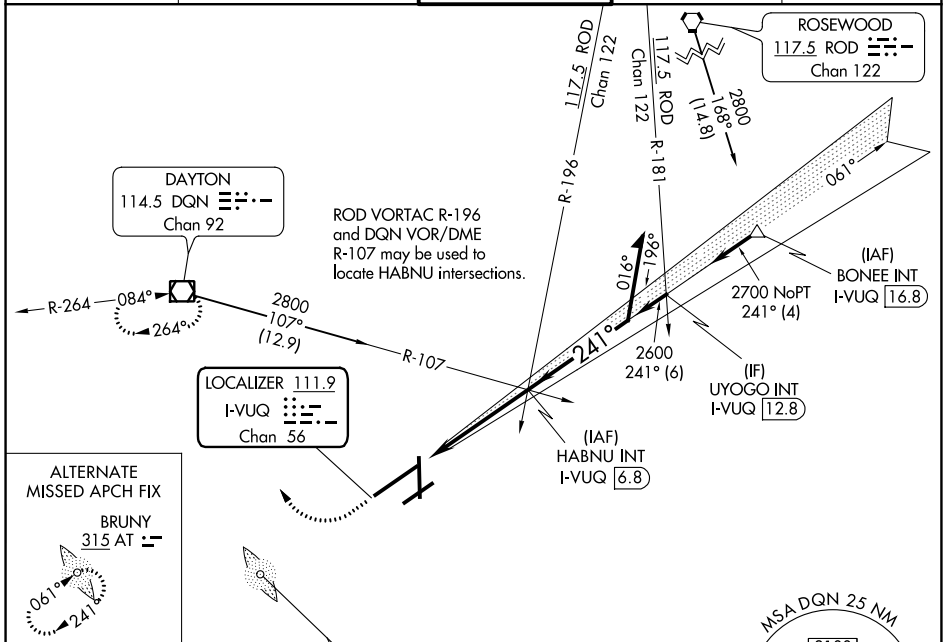 ROSEWOOD
117.5 ROD
Chan 122
117.5 ROD
Chan 122
R-196
117.5 ROD
Chan 122
R-181
2800
168°
(14.8)
061°
DAYTON
114.5 DQN
Chan 92
ROD VORTAC R-196
and DQN VOR/DME
R-107 may be used to
locate HABNU intersections.
R-264
084°
264°
2800
107°
(12.9)
R-107
016°
196°
241°
(IAF)
BONEE INT
I-VUQ 16.8
2700 NoPT
241° (4)
2600
241° (6)
(IF)
UYOGO INT
I-VUQ 12.8
LOCALIZER 111.9
I-VUQ
Chan 56
(IAF)
HABNU INT
I-VUQ 6.8
ALTERNATE
MISSED APCH FIX
BRUNY
315 AT
061°
241°
MSA DQN 25 NM